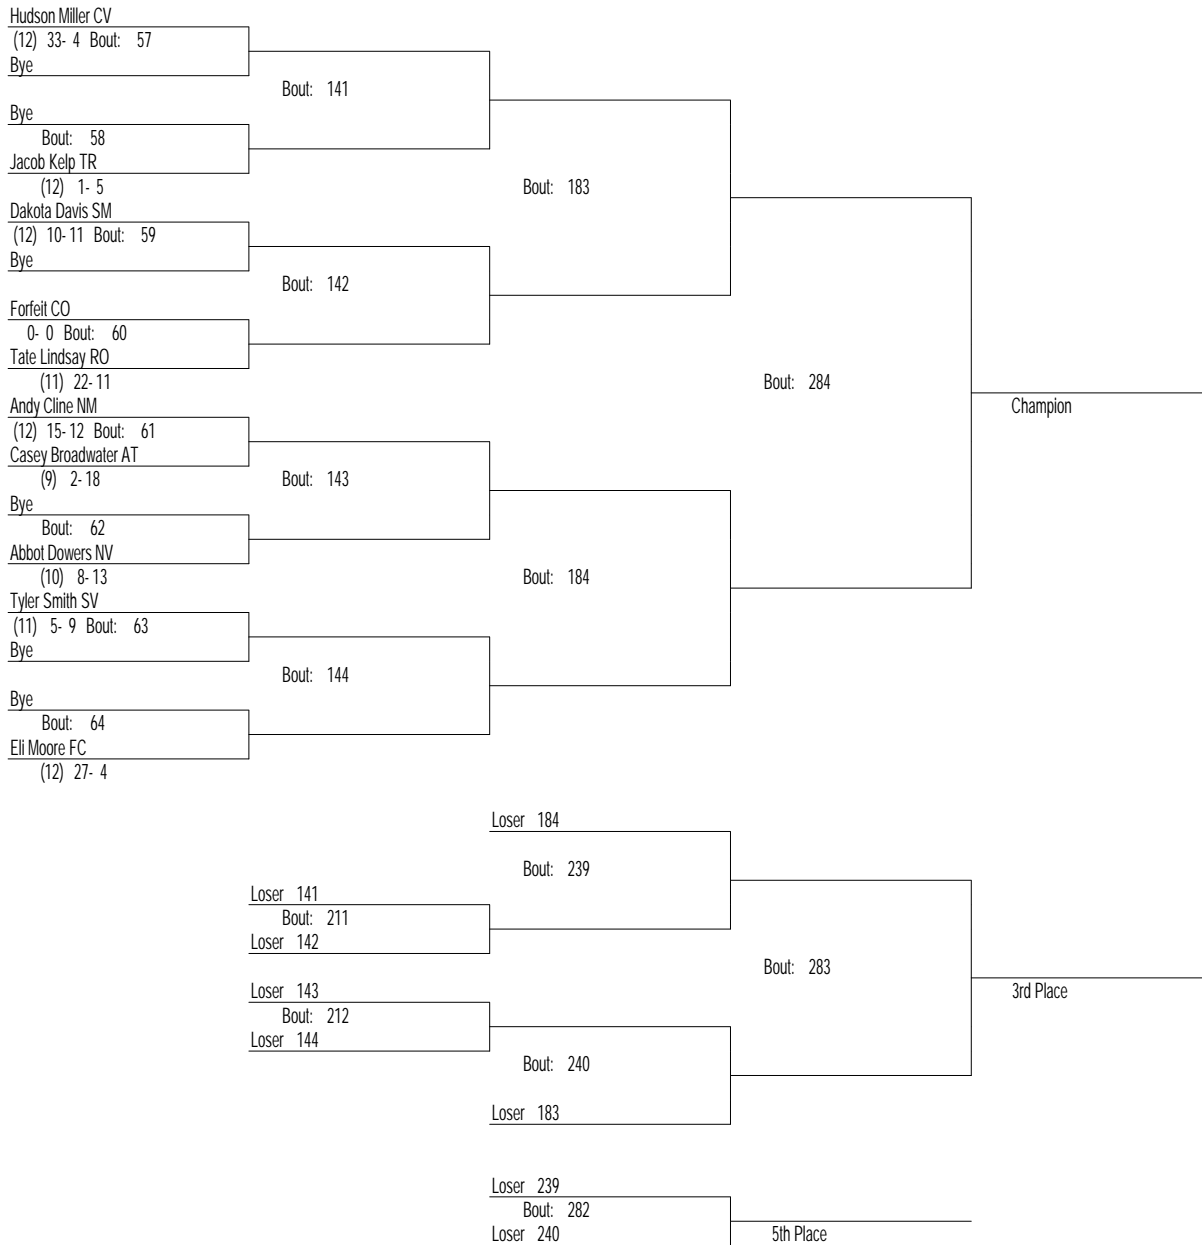 Hudson Miller CV
(12) 33- 4 Bout: 57
Bye
Bout: 141
Bye
Bout: 58
Jacob Kelp TR
(12) 1- 5
Bout: 183
Dakota Davis SM
(12) 10- 11 Bout: 59
Bye
Bout: 142
Forfeit CO
0- 0 Bout: 60
Tate Lindsay RO
(11) 22- 11
Bout: 284
Andy Cline NM
Champion
(12) 15- 12 Bout: 61
Casey Broadwater AT
(9) 2- 18
Bout: 143
Bye
Bout: 62
Abbot Dowers NV
(10) 8- 13
Bout: 184
Tyler Smith SV
(11) 5- 9 Bout: 63
Bye
Bout: 144
Bye
Bout: 64
Eli Moore FC
(12) 27- 4
Loser 184
Bout: 239
Loser 141
Bout: 211
Loser 142
Bout: 283
Loser 143
3rd Place
Bout: 212
Loser 144
Bout: 240
Loser 183
Loser 239
Bout: 282
Loser 240
5th Place